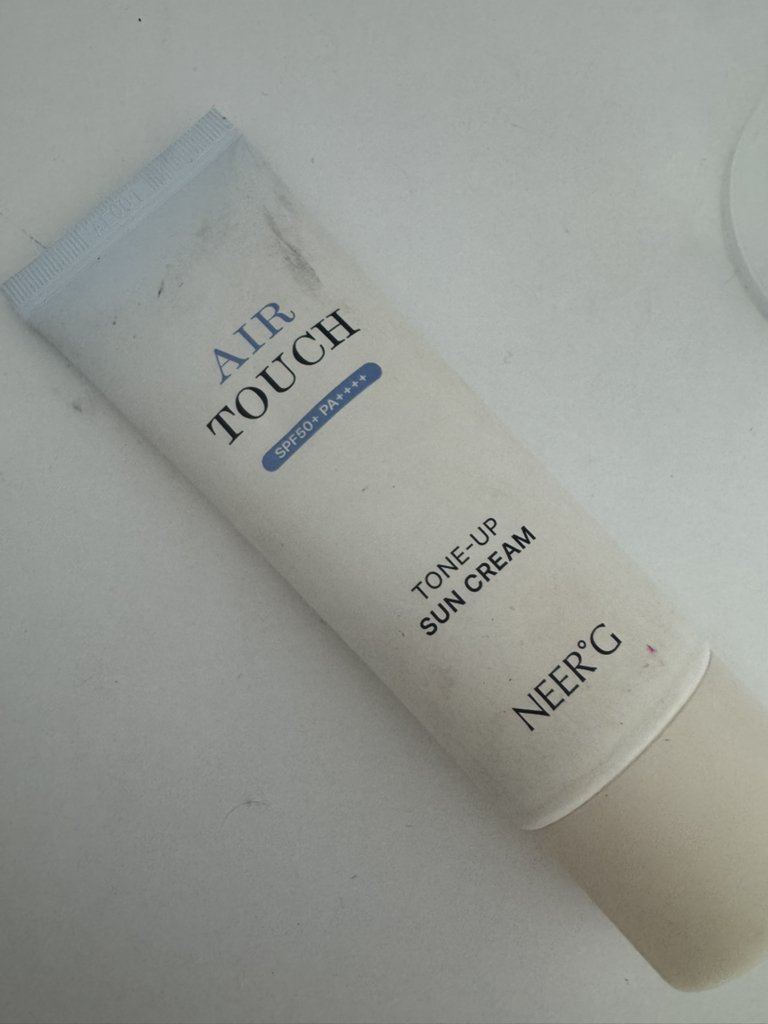 AIR
TOUCH
SPF50+ PA++++
TONE-UP
SUN CREAM
NEER°G